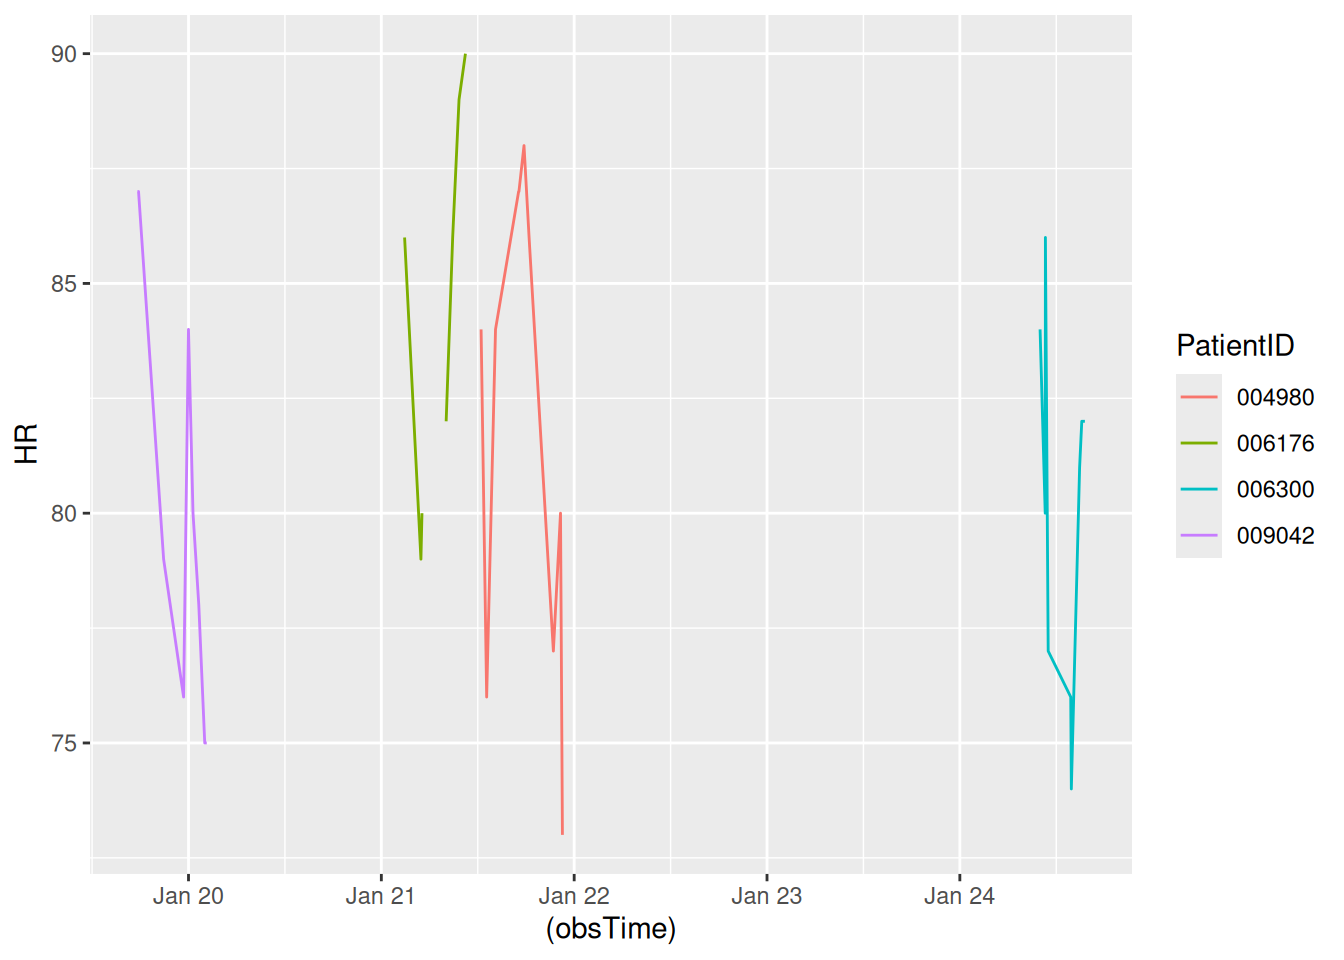 90
85
80
75
HR
Jan 20
Jan 21
Jan 22
Jan 23
Jan 24
(obsTime)
PatientID
004980
006176
006300
009042